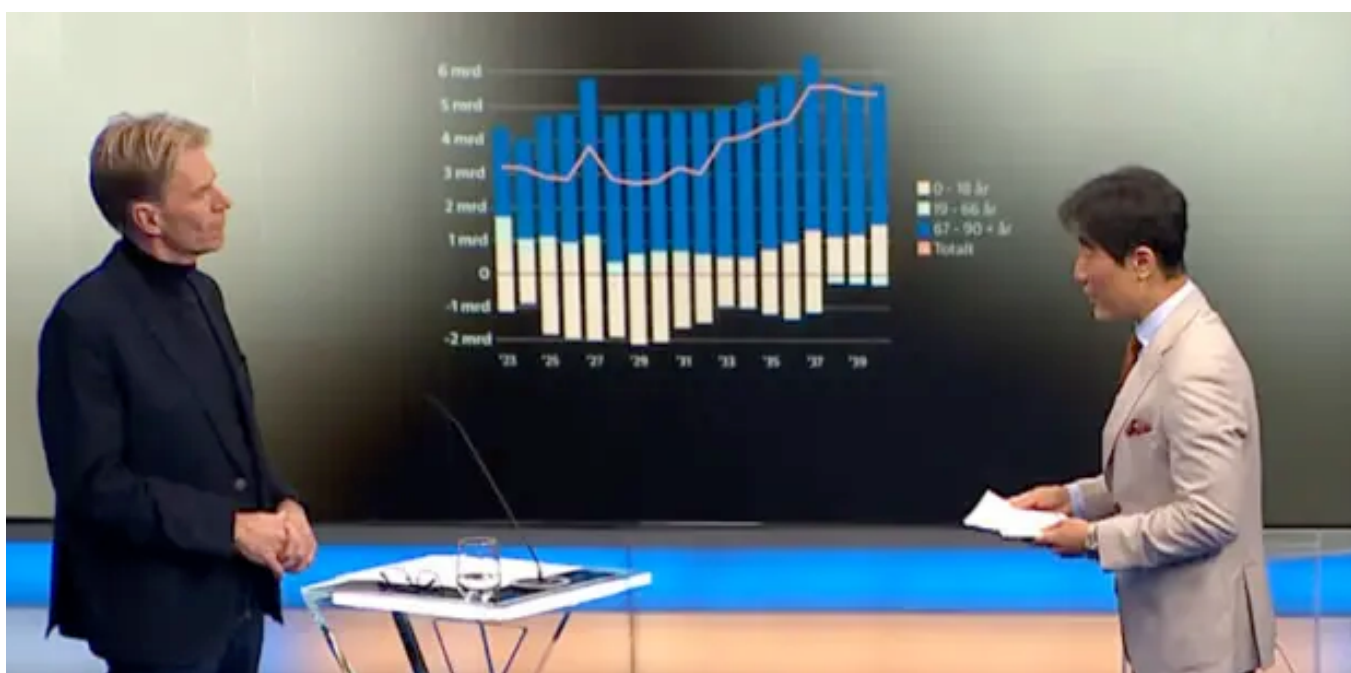 6 mrd
5 mrd
4 mrd
3 mrd
2 mrd
1 mrd
0
-1 mrd
-2 mrd
'23 '25 '27 '29 '31 '33 '35 '37 '39
0 - 18 år
19 - 66 år
67 - 90 + år
Totalt